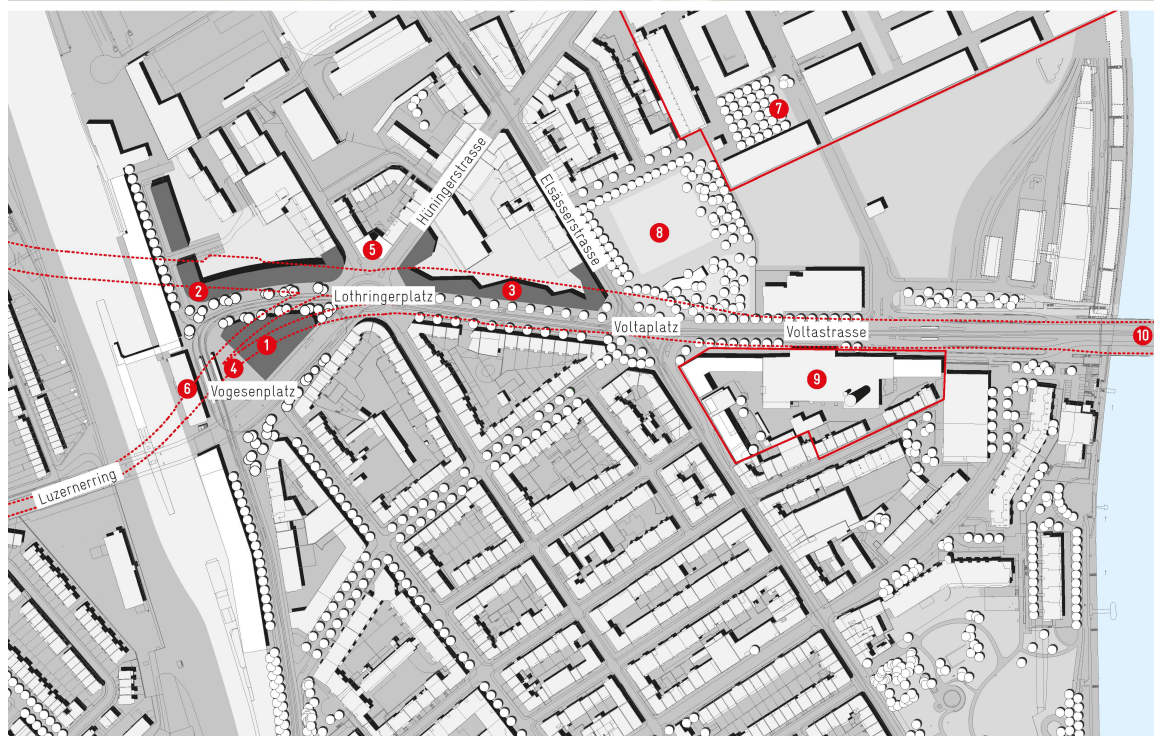 7
Hüningerstrasse
Elsässerstrasse
8
5
2
3
Lothringerplatz
Voltaplatz
Voltastrasse
10
1
4
6
Vogesenplatz
9
Luzernerring